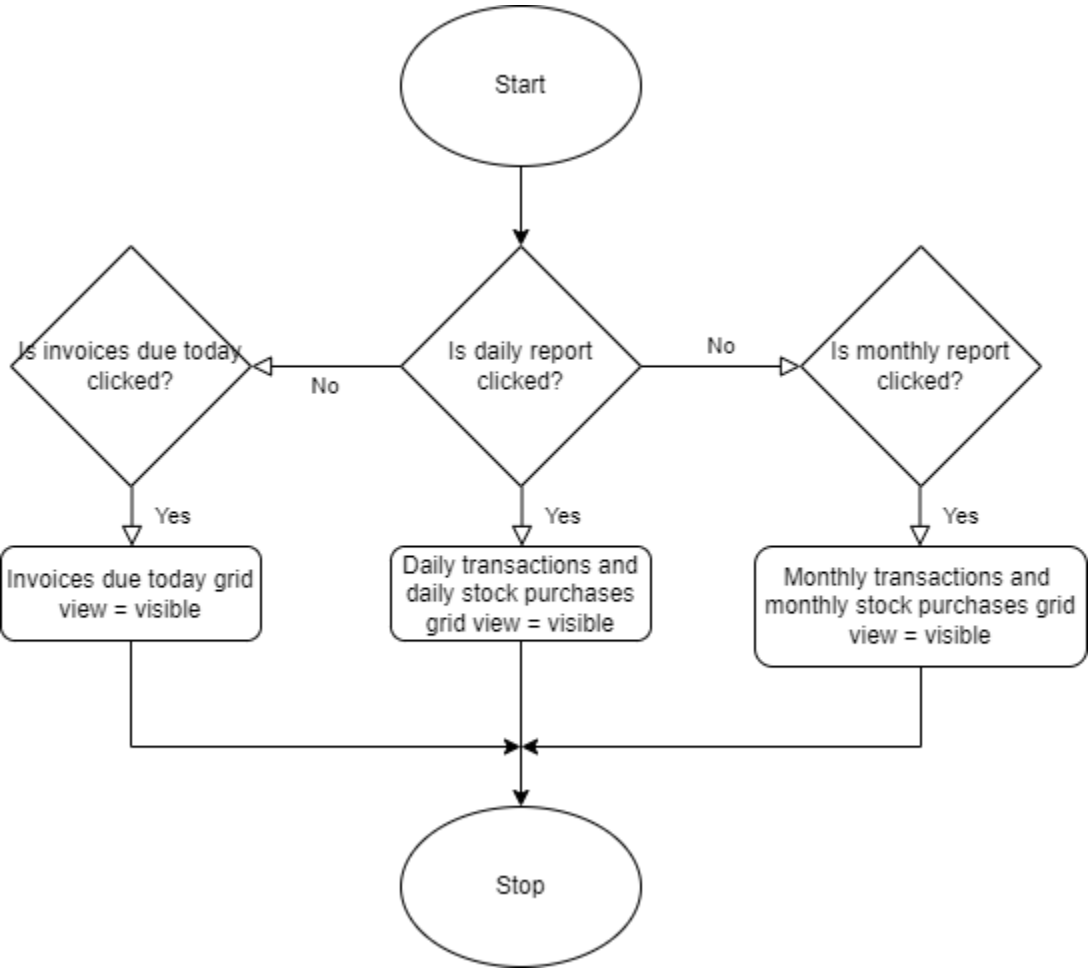 Start
Is invoices due today
clicked?
No
Is daily report
clicked?
No
Is monthly report
clicked?
Yes
Yes
Yes
Invoices due today grid
view = visible
Daily transactions and
daily stock purchases
grid view = visible
Monthly transactions and
monthly stock purchases grid
view = visible
Stop